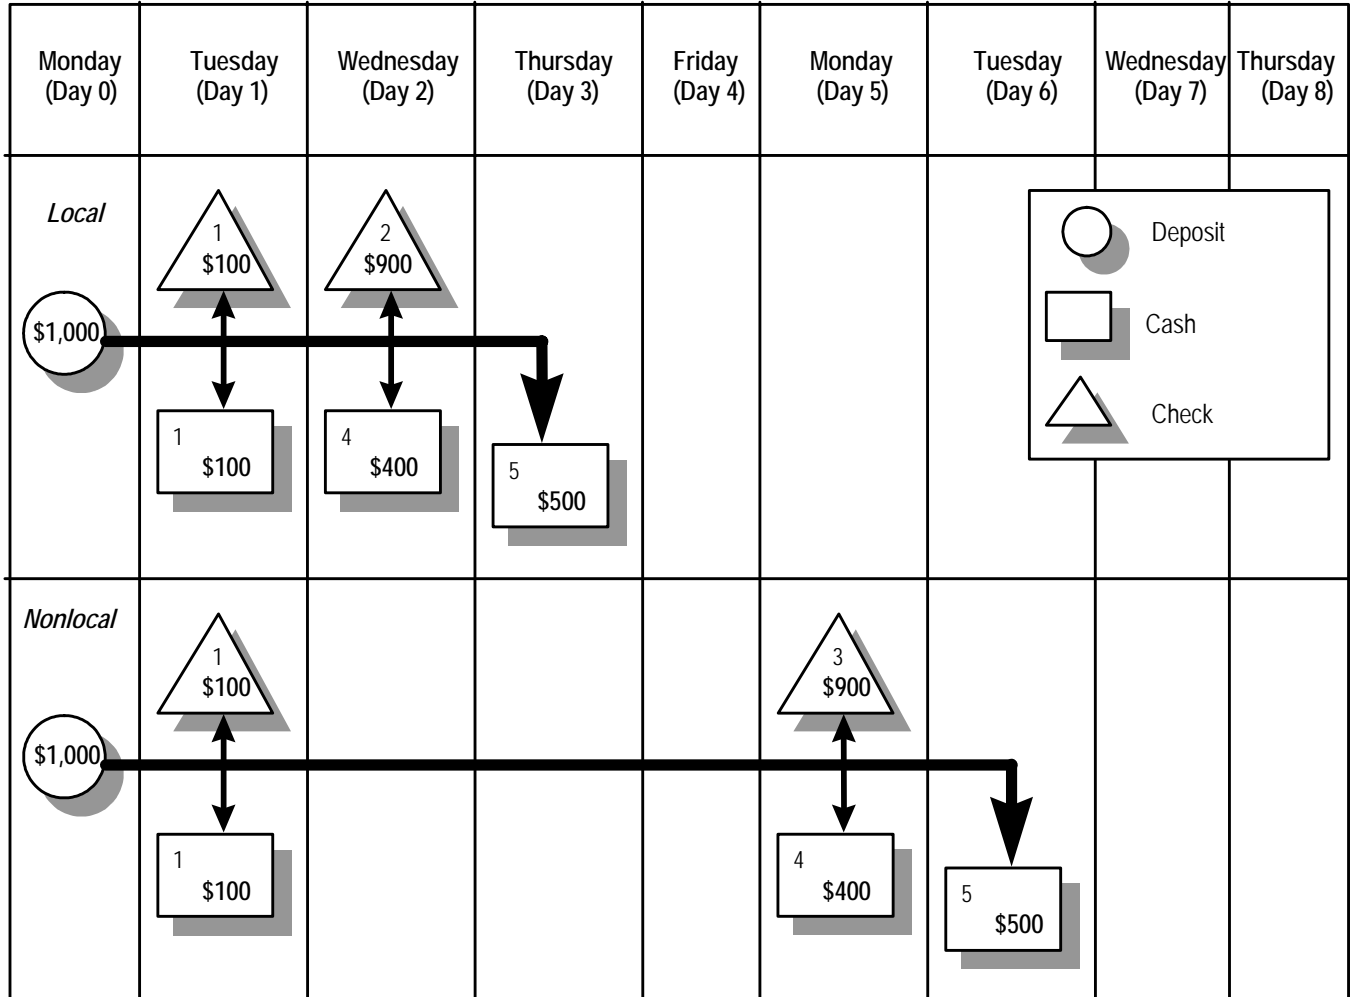 Monday
(Day 0)
Tuesday
(Day 1)
Wednesday
(Day 2)
Thursday
(Day 3)
Friday
(Day 4)
Monday
(Day 5)
Tuesday
(Day 6)
Wednesday
(Day 7)
Thursday
(Day 8)
Local
$1,000
1
$100
2
$900
1
$100
4
$400
5
$500
Deposit
Cash
Check
Nonlocal
$1,000
1
$100
3
$900
1
$100
4
$400
5
$500